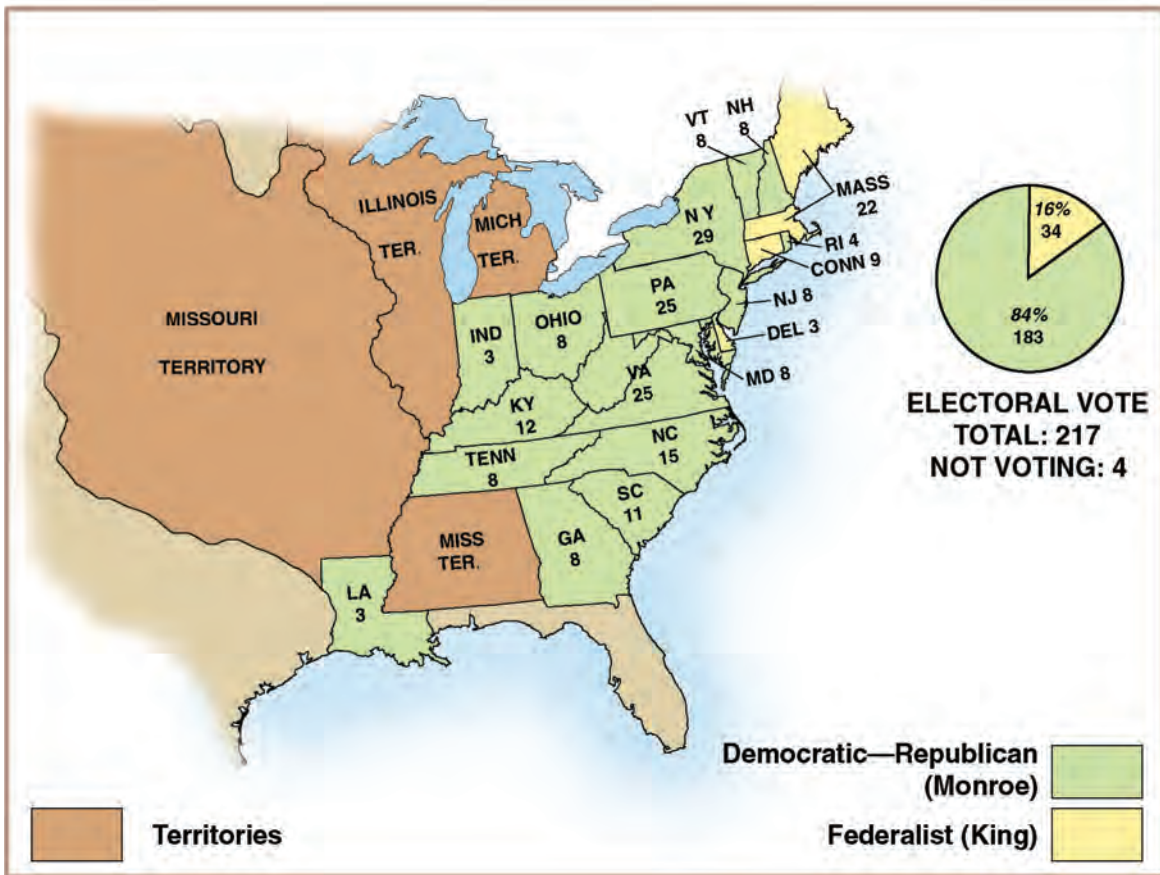 VT
8
NH
8
MASS
22
ILLINOIS
TER.
MICH
TER.
N Y
29
RI 4
CONN 9
PA
25
NJ 8
DEL 3
MD 8
MISSOURI
TERRITORY
IND
3
OHIO
8
VA
25
KY
12
NC
15
TENN
8
SC
11
MISS
TER.
GA
8
LA
3
16%
34
84%
183
ELECTORAL VOTE
TOTAL: 217
NOT VOTING: 4
Democratic—Republican
(Monroe)
Federalist (King)
Territories